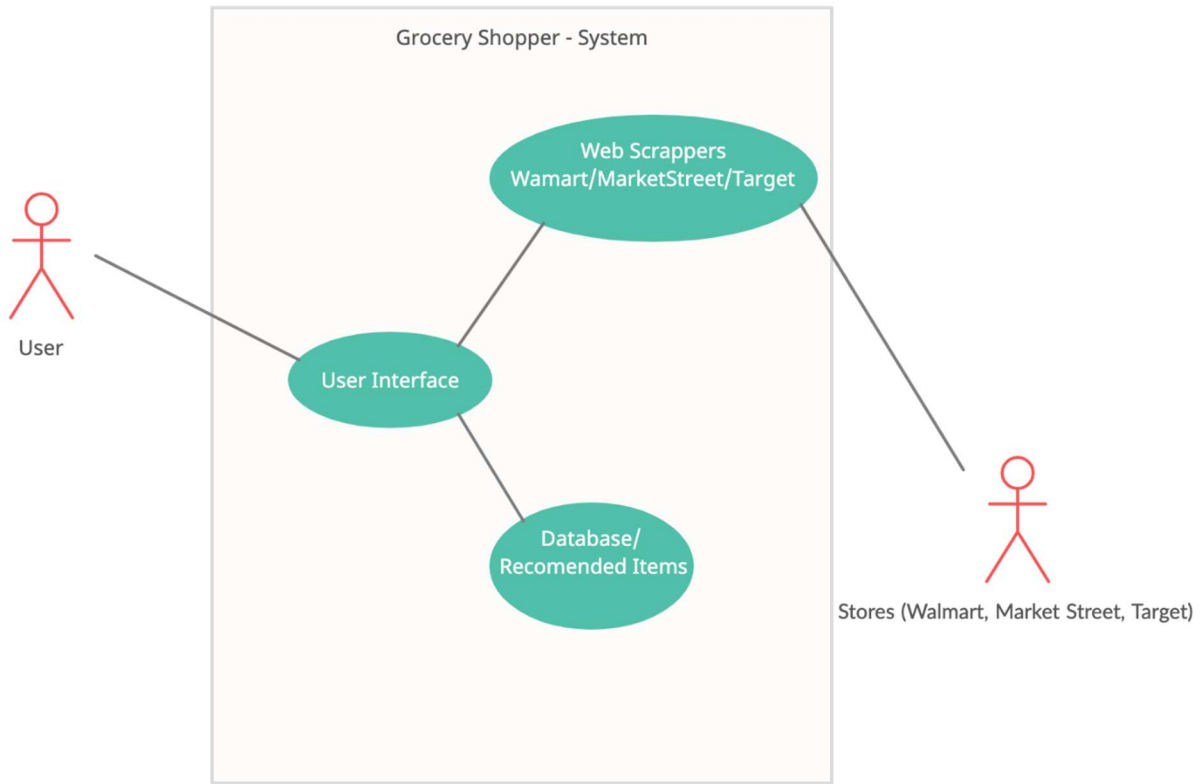 Grocery Shopper - System
Web Scrappers
Wamart/MarketStreet/Target
User
User Interface
Database/
Recomended Items
Stores (Walmart, Market Street, Target)